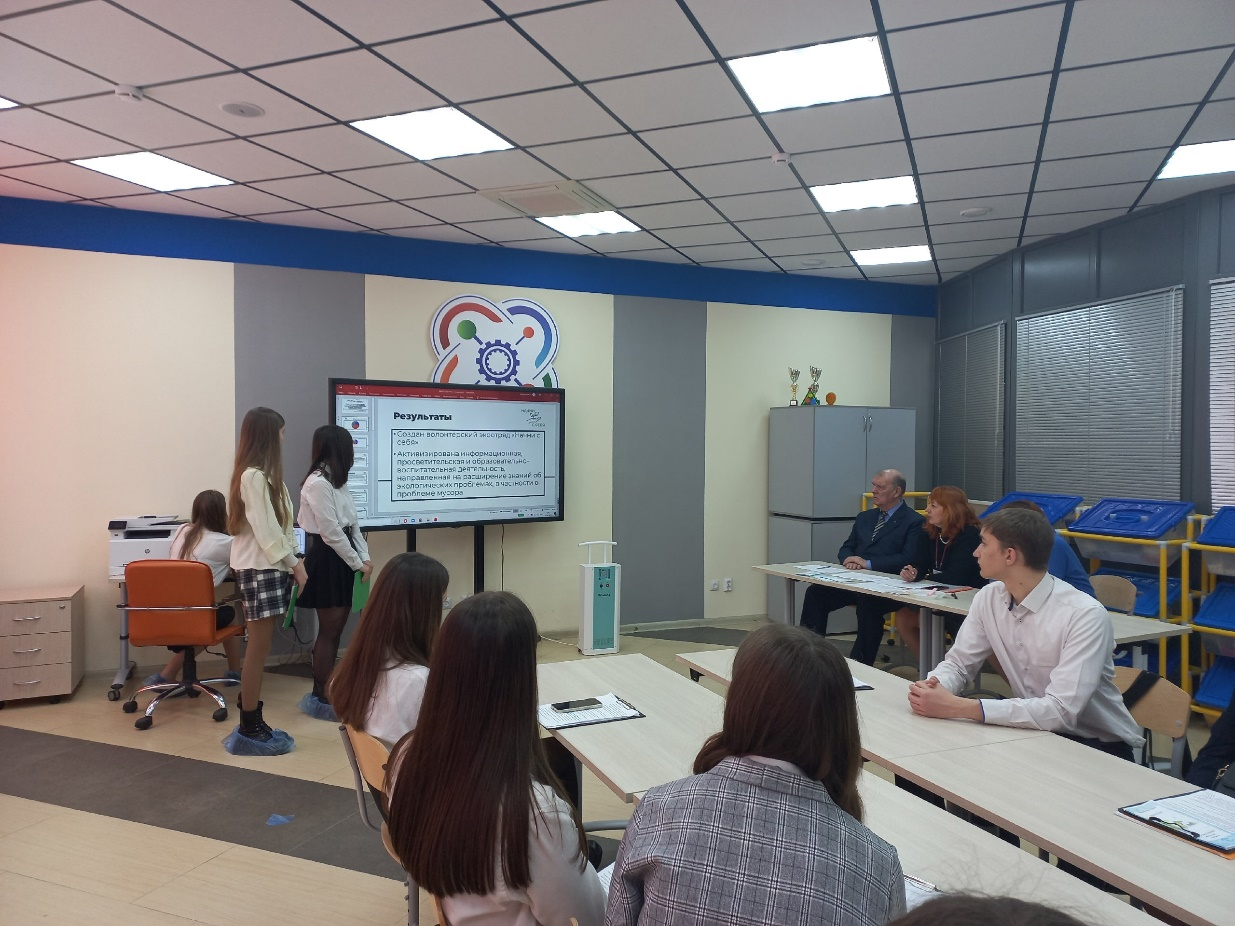 Результаты
• Создан волонтерский экоотряд «Начни с
себя»
• Активизирована информационная,
просветительская и образовательно-
воспитательная деятельность,
направленная на расширение знаний об
экологических проблемах, в частности о
проблеме мусора